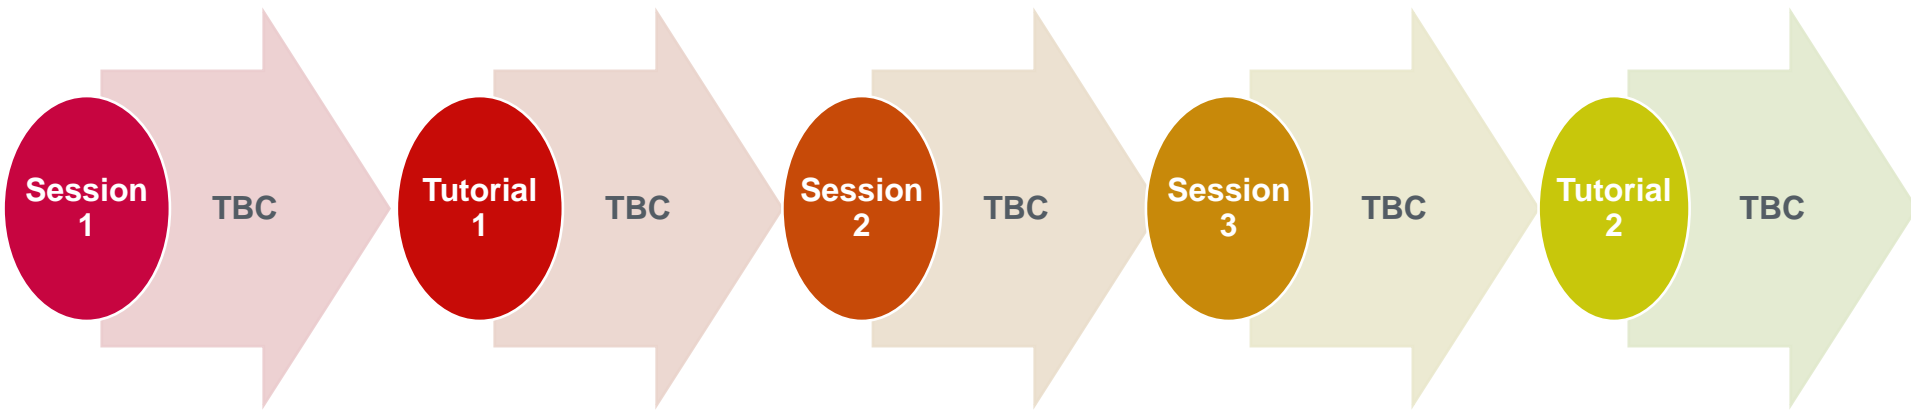 Session
1
TBC
Tutorial
1
TBC
Session
2
TBC
Session
3
TBC
Tutorial
2
TBC